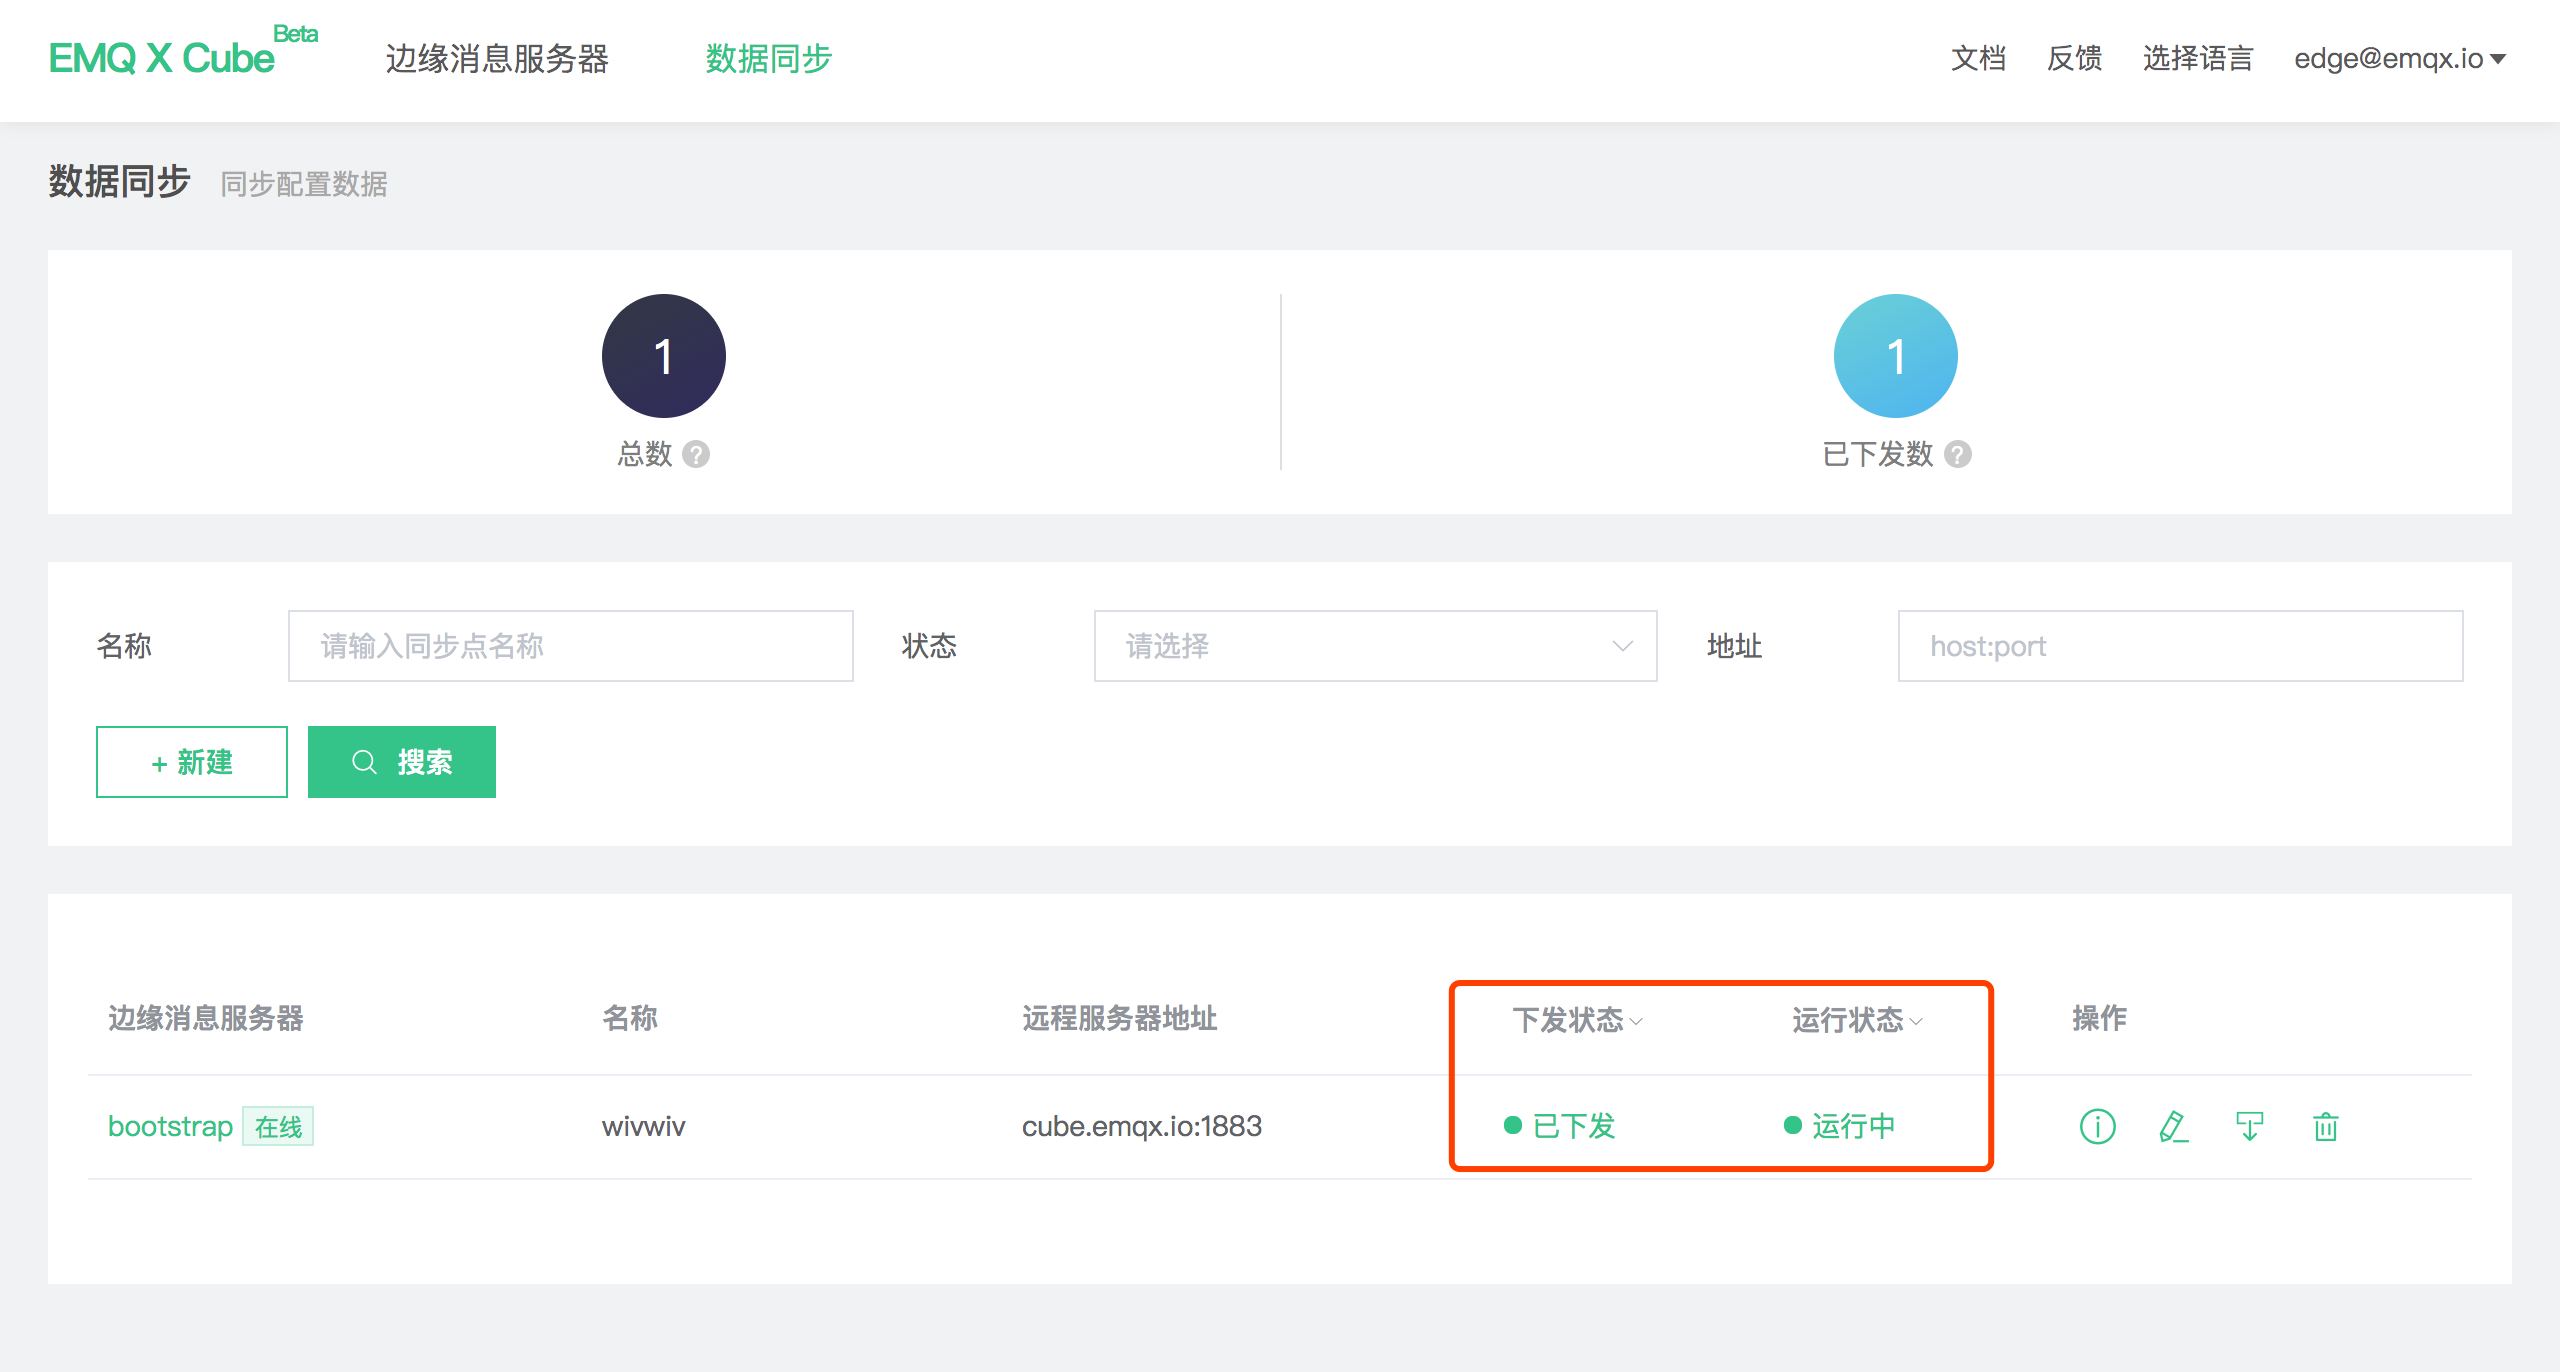 EMQ X Cube Beta 边缘消息服务器 数据同步 文档 反馈 选择语言 edge@emqx.io
数据同步 同步配置数据
1 1
总数 ? 已下发数 ?
名称 请输入同步点名称 状态 请选择 地址 host:port
+ 新建 搜索
边缘消息服务器 名称 远程服务器地址 下发状态 运行状态 操作
bootstrap 在线 wivwiv cube.emqx.io:1883 已下发 运行中